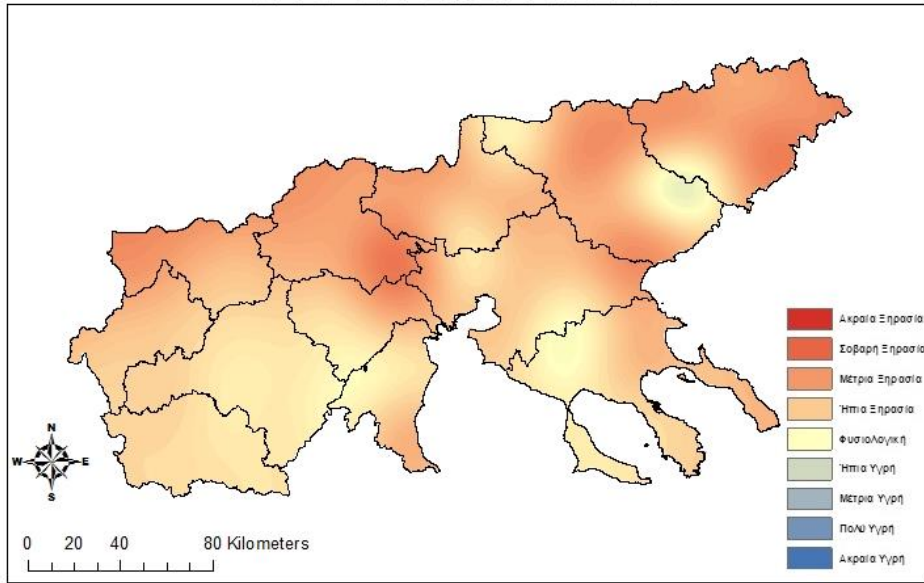 Ακραία Ξηρασία
Σοβαρή Ξηρασία
Μέτρια Ξηρασία
Ήπια Ξηρασία
Φυσιολογική
Ήπια Υγρή
Μέτρια Υγρή
Πολύ Υγρή
Ακραία Υγρή
N
W E
S
0 20 40 80 Kilometers